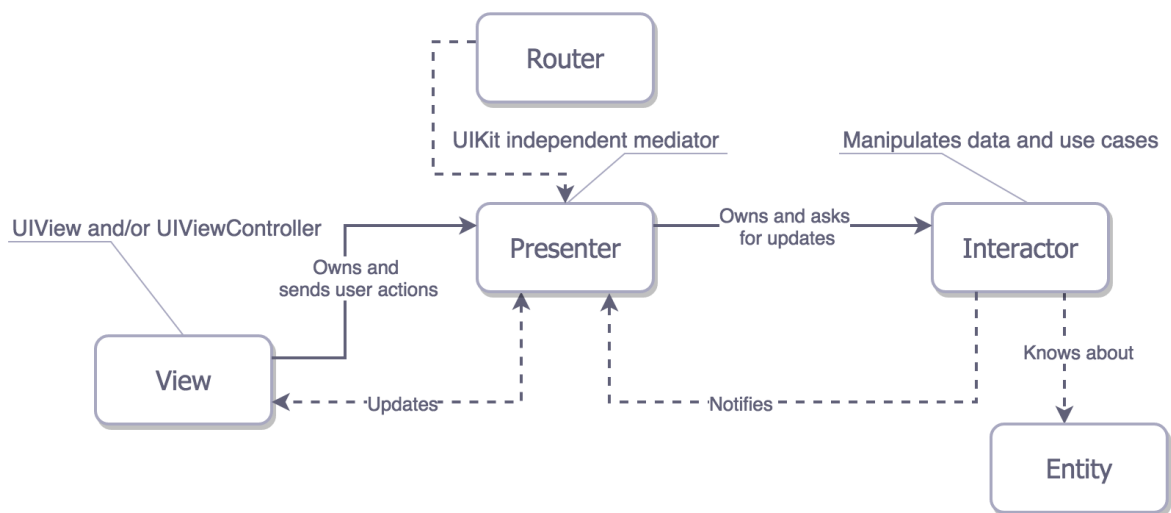 Router
UIKit independent mediator
Manipulates data and use cases
UIView and/or UIViewController
Presenter
Owns and asks
for updates
Interactor
Owns and
sends user actions
View
Updates
Notifies
Knows about
Entity